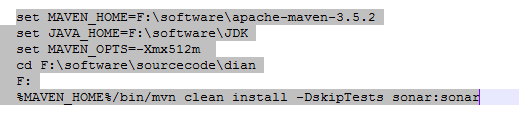 set MAVEN_HOME=F:\software\apache-maven-3.5.2
set JAVA_HOME=F:\software\JDK
set MAVEN_OPTS=-Xmx512m
cd F:\software\sourcecode\dian
F:
%MAVEN_HOME%/bin/mvn clean install -DskipTests sonar:sonar